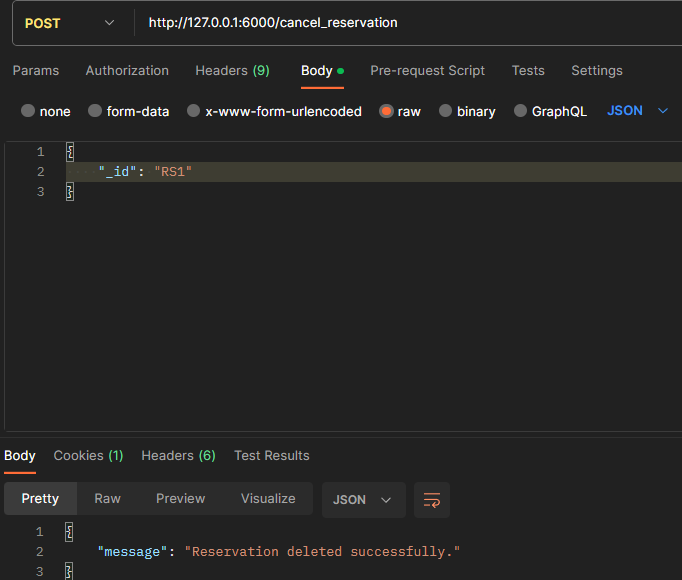 POST http://127.0.0.1:6000/cancel_reservation
Params Authorization Headers (9) Body Pre-request Script Tests Settings
none form-data x-www-form-urlencoded raw binary GraphQL JSON
1 {
2 "_id": "RS1"
3 }
Body Cookies (1) Headers (6) Test Results
Pretty Raw Preview Visualize JSON
1 {
2 "message": "Reservation deleted successfully."
3 }